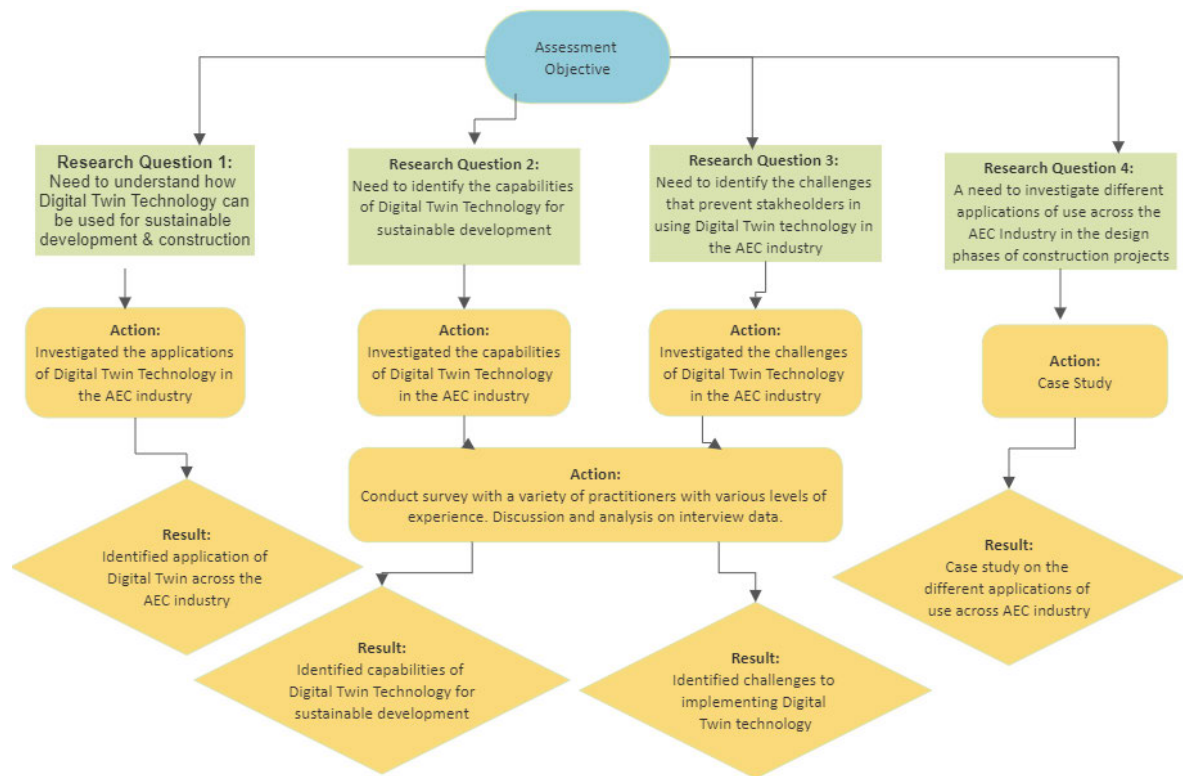 Assessment
Objective
Research Question 1:
Need to understand how
Digital Twin Technology can
be used for sustainable
development & construction
Research Question 2:
Need to identify the capabilities
of Digital Twin Technology for
sustainable development
Research Question 3:
Need to identify the challenges
that prevent stakheolders in
using Digital Twin technology in
the AEC industry
Research Question 4:
A need to investigate different
applications of use across the
AEC Industry in the design
phases of construction projects
Action:
Investigated the applications
of Digital Twin Technology in
the AEC industry
Action:
Investigated the capabilities
of Digital Twin Technology
in the AEC industry
Action:
Investigated the challenges
of Digital Twin Technology
in the AEC industry
Action:
Case Study
Action:
Conduct survey with a variety of practitioners with various levels of
experience. Discussion and analysis on interview data.
Result:
Identified application of
Digital Twin across the
AEC industry
Result:
Identified capabilities of
Digital Twin Technology for
sustainable development
Result:
Identified challenges to
implementing Digital
Twin technology
Result:
Case study on the
different applications of
use across AEC industry